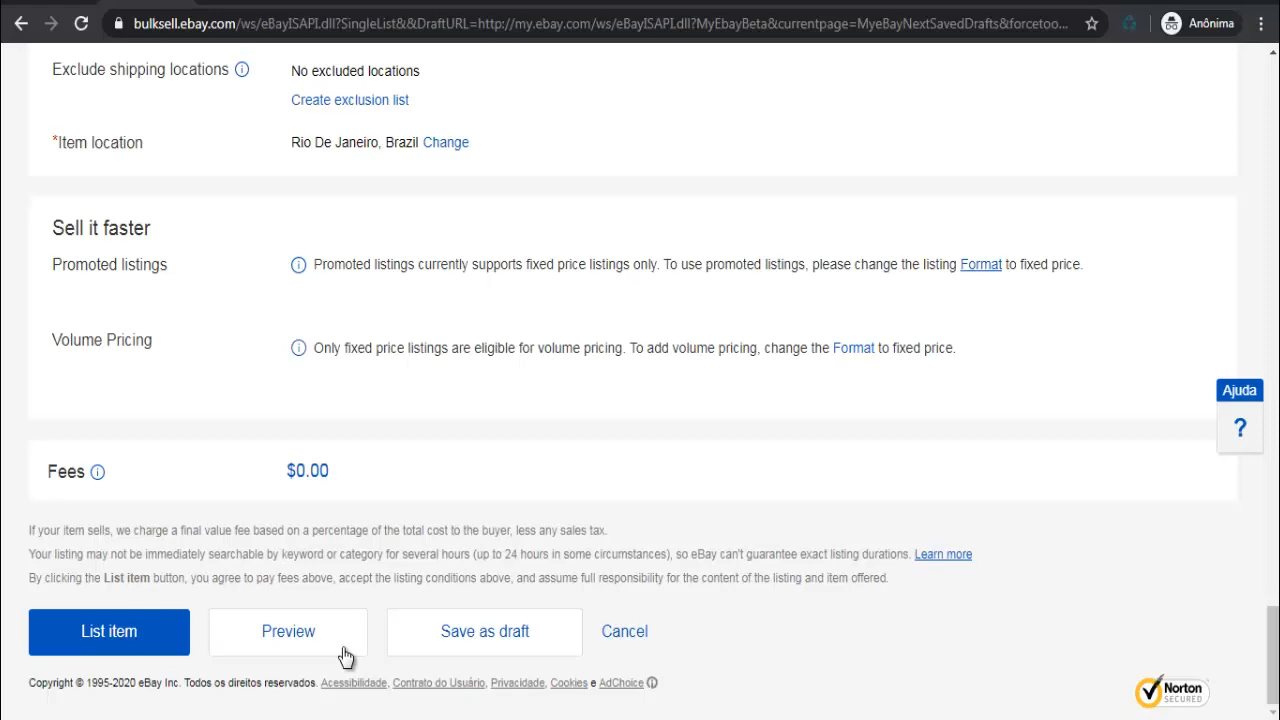 bulksell.ebay.com/ws/eBayISAPI.dll?SingleList&&DraftURL=http://my.ebay.com/ws/eBayISAPI.dll?MyEbayBeta&currentpage=MyeBayNextSavedDrafts&forcetoo...
Anônima
Exclude shipping locations
No excluded locations
Create exclusion list
*Item location
Rio De Janeiro, Brazil Change
Sell it faster
Promoted listings
Promoted listings currently supports fixed price listings only. To use promoted listings, please change the listing Format to fixed price.
Volume Pricing
Only fixed price listings are eligible for volume pricing. To add volume pricing, change the Format to fixed price.
Ajuda
?
Fees
$0.00
If your item sells, we charge a final value fee based on a percentage of the total cost to the buyer, less any sales tax.
Your listing may not be immediately searchable by keyword or category for several hours (up to 24 hours in some circumstances), so eBay can't guarantee exact listing durations. Learn more
By clicking the List item button, you agree to pay fees above, accept the listing conditions above, and assume full responsibility for the content of the listing and item offered.
List item
Preview
Save as draft
Cancel
Copyright © 1995-2020 eBay Inc. Todos os direitos reservados. Acessibilidade, Contrato do Usuário, Privacidade, Cookies e AdChoice
Norton
SECURED